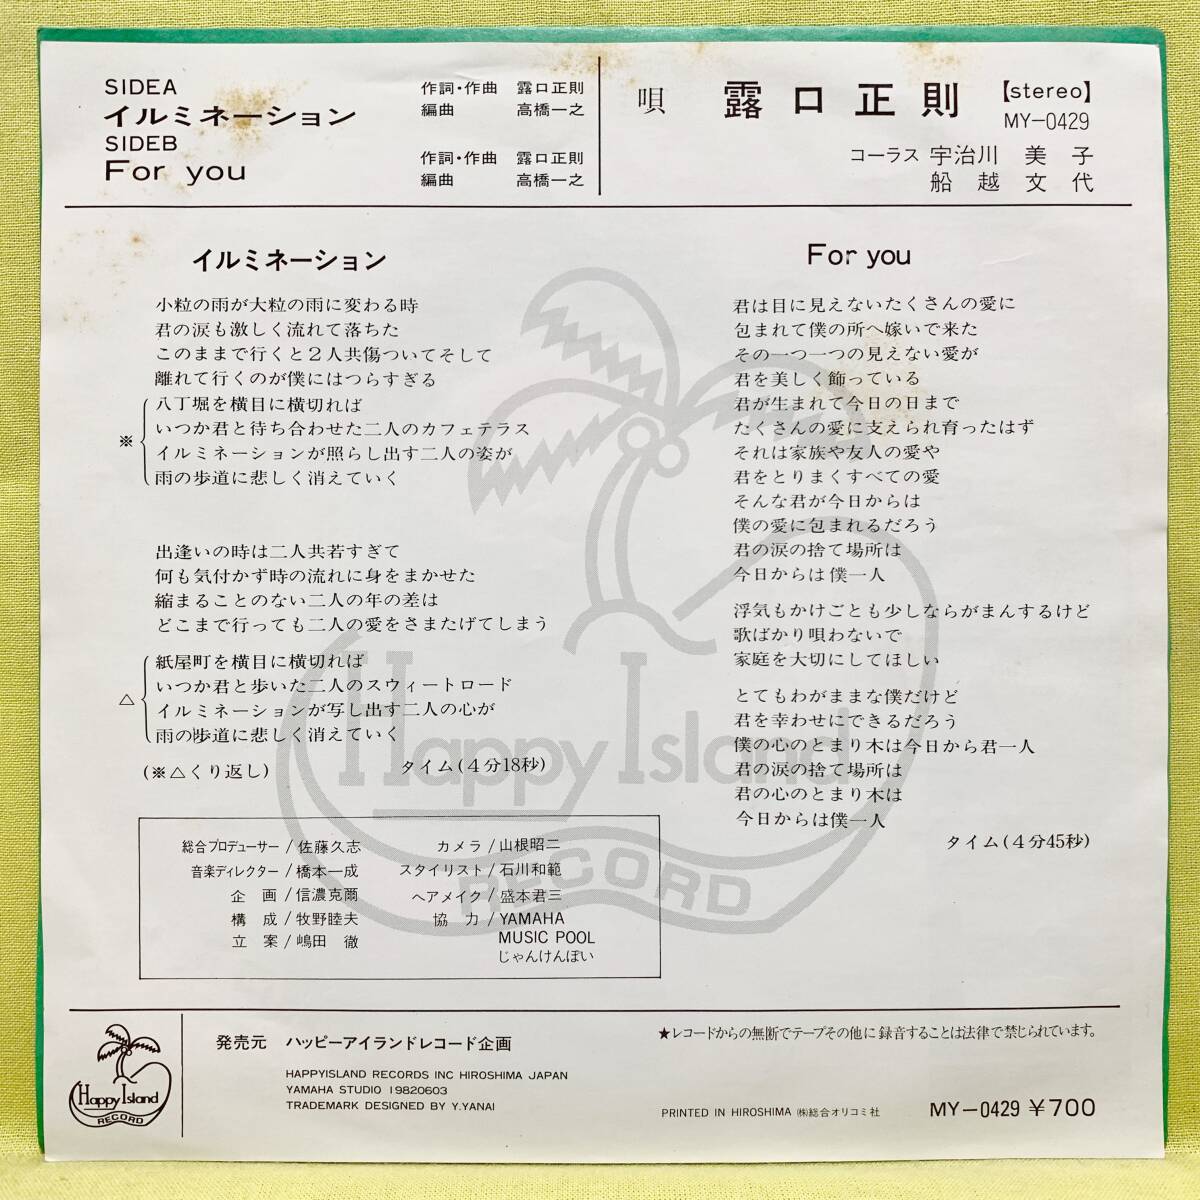 SIDEA
イルミネーション
作詞・作曲 露口正則
編曲 高橋一之
SIDEB
For you
作詞・作曲 露口正則
編曲 高橋一之
唄 露口正則
【stereo】
MY-0429
コーラス 宇治川 美 子
船 越 文 代
イルミネーション
小粒の雨が大粒の雨に変わる時
君の涙も激しく流れて落ちた
このままで行くと2人共傷ついてそして
離れて行くのが僕にはつらすぎる
※
八丁堀を横目に横切れば
いつか君と待ち合わせた二人のカフェテラス
イルミネーションが照らし出す二人の姿が
雨の歩道に悲しく消えていく
出逢いの時は二人共若すぎて
何も気付かず時の流れに身をまかせた
縮まることのない二人の年の差は
どこまで行っても二人の愛をさまたげてしまう
△
紙屋町を横目に横切れば
いつか君と歩いた二人のスウィートロード
イルミネーションが写し出す二人の心が
雨の歩道に悲しく消えていく
(※△くり返し)
タイム(4分18秒)
For you
君は目に見えないたくさんの愛に
包まれて僕の所へ嫁いで来た
その一つ一つの見えない愛が
君を美しく飾っている
君が生まれて今日の日まで
たくさんの愛に支えられ育ったはず
それは家族や友人の愛や
君をとりまくすべての愛
そんな君が今日からは
僕の愛に包まれるだろう
君の涙の捨て場所は
今日からは僕一人
浮気もかけごとも少しならがまんするけど
歌ばかり唄わないで
家庭を大切にしてほしい
とてもわがままな僕だけど
君を幸わせにできるだろう
僕の心のとまり木は今日から君一人
君の涙の捨て場所は
君の心のとまり木は
今日からは僕一人
タイム(4分45秒)
Happy Island
RECORD
総合プロデューサー/佐藤久志
音楽ディレクター/橋本一成
企 画/信濃克爾
構 成/牧野睦夫
立 案/嶋田 徹
カメラ/山根昭二
スタイリスト/石川和範
ヘアメイク/盛本君三
協 力/YAMAHA
MUSIC POOL
じゃんけんぽい
Happy Island
RECORD
発売元 ハッピーアイランドレコード企画
HAPPYISLAND RECORDS INC HIROSHIMA JAPAN
YAMAHA STUDIO 19820603
TRADEMARK DESIGNED BY Y.YANAI
★レコードからの無断でテープその他に録音することは法律で禁じられています。
PRINTED IN HIROSHIMA ㈱総合オリコミ社
MY-0429 ¥700